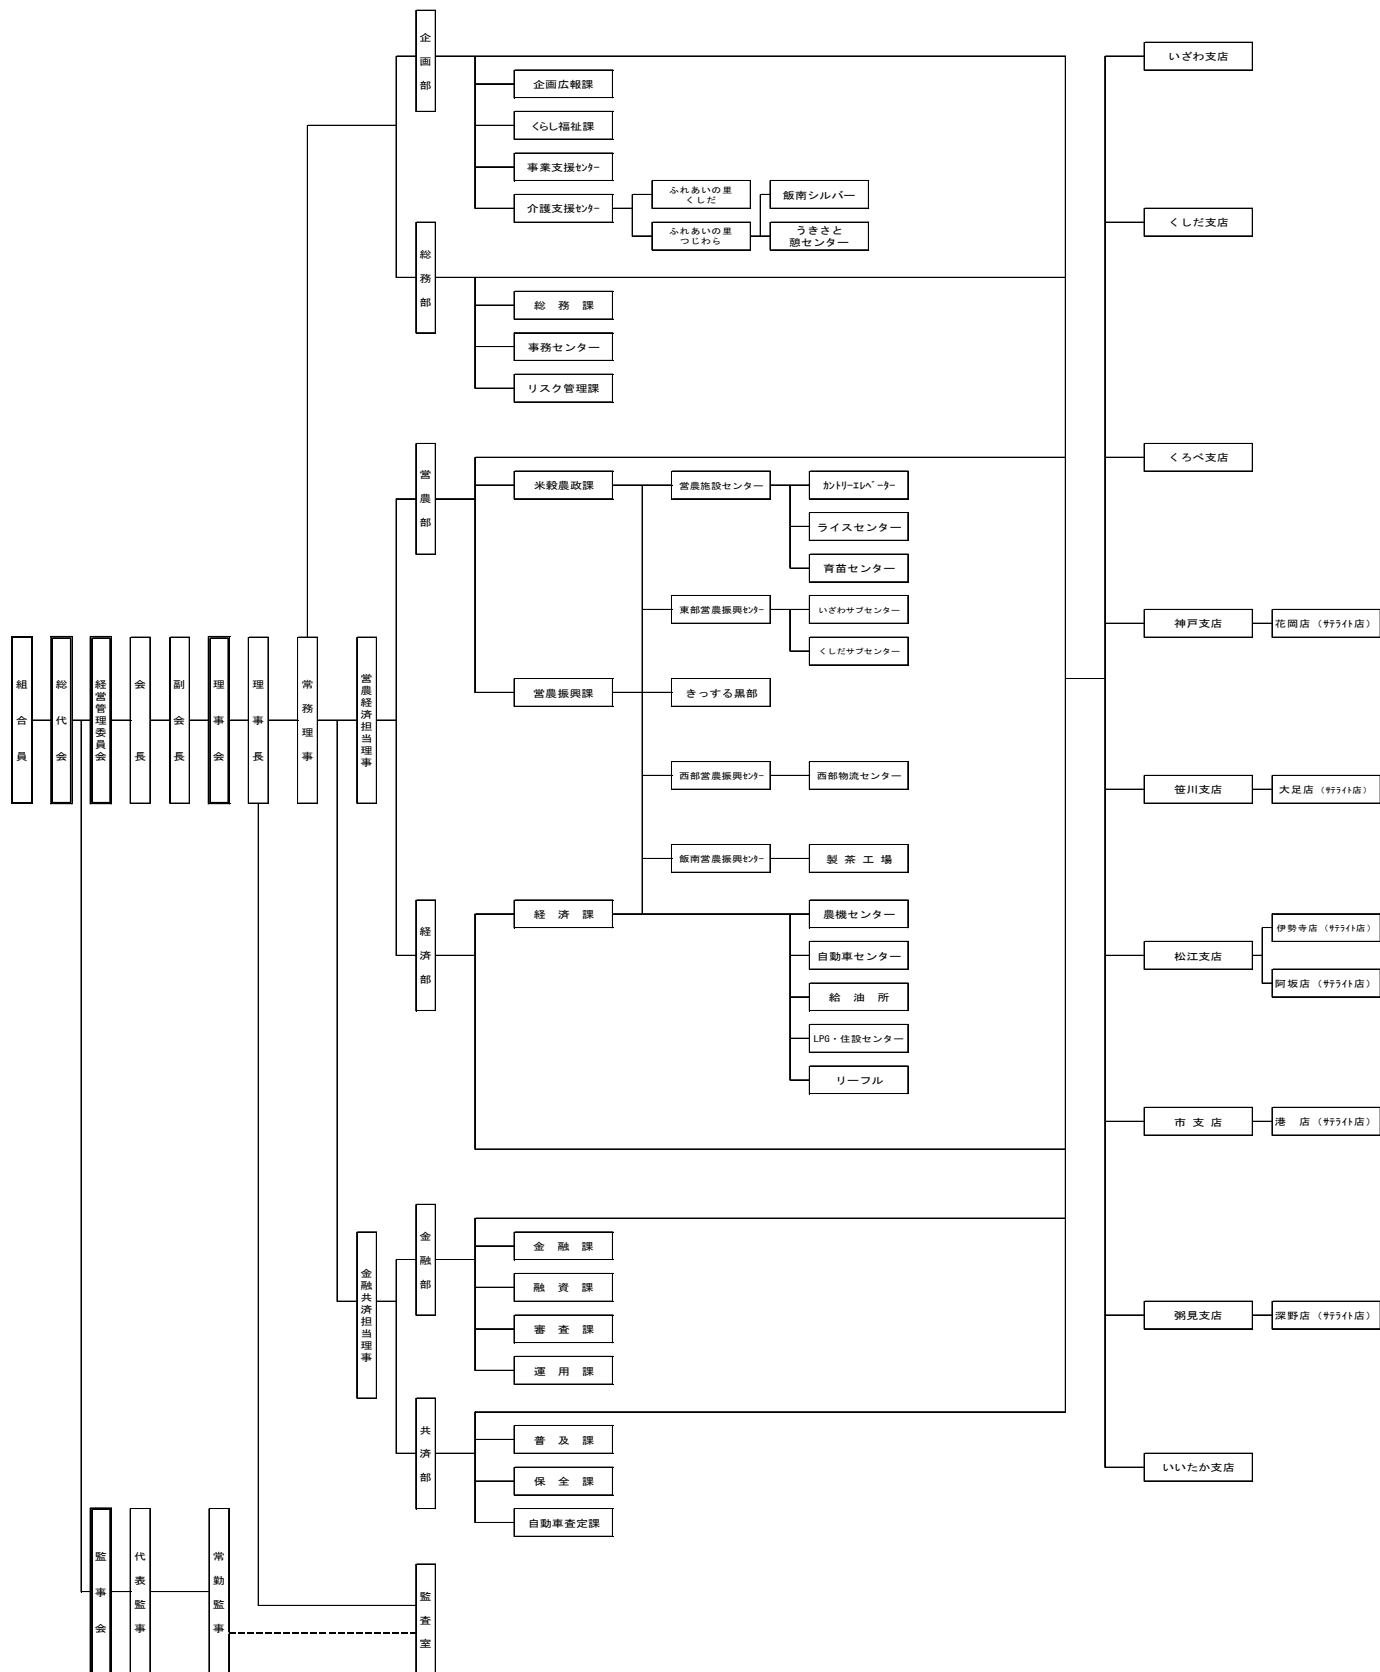 組合員
総代会
経営管理委員会
会長
副会長
理事会
理事長
常務理事
営農経済担当理事
金融共済担当理事
監事会
代表監事
常勤監事
監査室
企画部
企画広報課
くらし福祉課
事業支援ｾﾝﾀｰ
介護支援ｾﾝﾀｰ
ふれあいの里
くしだ
ふれあいの里
つじわら
飯南シルバー
うきさと
憩センター
総務部
総　務　課
事務センター
リスク管理課
営農部
米穀農政課
営農施設センター
ｶﾝﾄﾘｰｴﾚﾍﾞｰﾀｰ
ライスセンター
育苗センター
東部営農振興ｾﾝﾀｰ
いざわサブセンター
くしだサブセンター
営農振興課
きっする黒部
西部営農振興ｾﾝﾀｰ
西部物流センター
飯南営農振興ｾﾝﾀｰ
製 茶 工 場
経済部
経　済　課
農機センター
自動車センター
給　油　所
LPG・住設センター
リーフル
金融部
金　融　課
融　資　課
審　査　課
運　用　課
共済部
普　及　課
保　全　課
自動車査定課
いざわ支店
くしだ支店
くろべ支店
神戸支店
花岡店（ｻﾃﾗｲﾄ店）
笹川支店
大足店（ｻﾃﾗｲﾄ店）
松江支店
伊勢寺店（ｻﾃﾗｲﾄ店）
阿坂店（ｻﾃﾗｲﾄ店）
市 支 店
港　店（ｻﾃﾗｲﾄ店）
粥見支店
深野店（ｻﾃﾗｲﾄ店）
いいたか支店